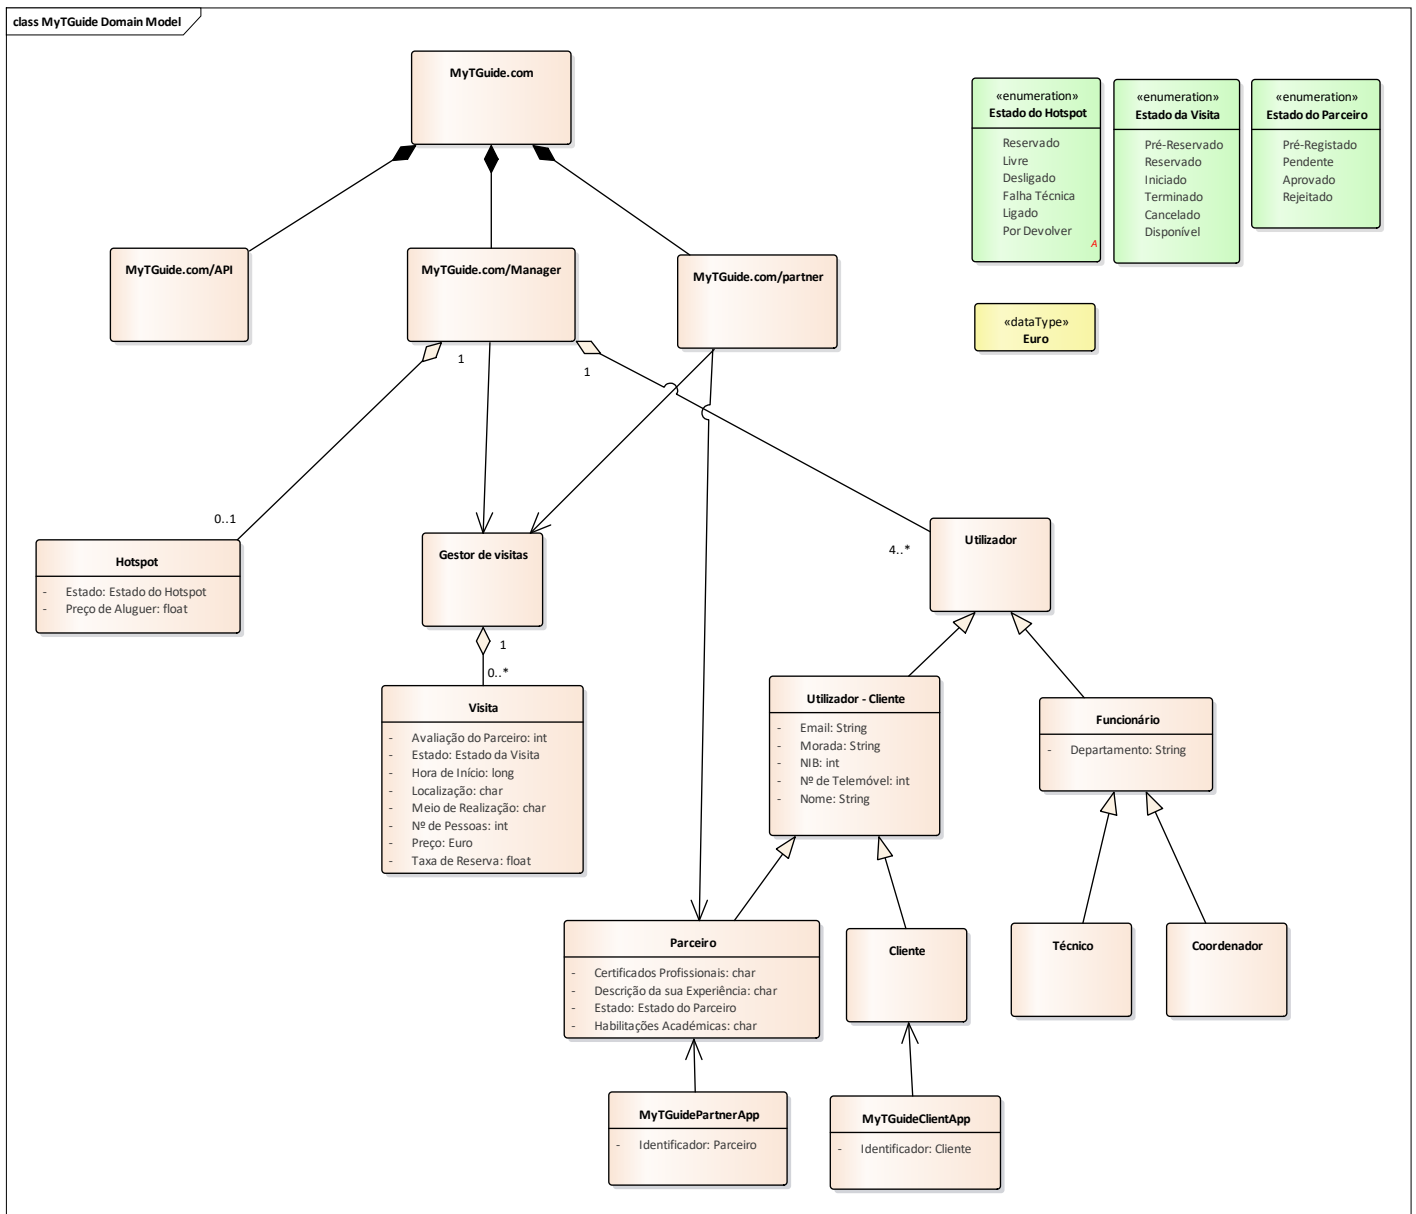 class MyTGuide Domain Model
MyTGuide.com
«enumeration»
Estado do Hotspot
Reservado
Livre
Desligado
Falha Técnica
Ligado
Por Devolver
A
«enumeration»
Estado da Visita
Pré-Reservado
Reservado
Iniciado
Terminado
Cancelado
Disponível
«enumeration»
Estado do Parceiro
Pré-Registado
Pendente
Aprovado
Rejeitado
MyTGuide.com/API
MyTGuide.com/Manager
MyTGuide.com/partner
«dataType»
Euro
1
1
0..1
4..*
Hotspot
- Estado: Estado do Hotspot
- Preço de Aluguer: float
Gestor de visitas
Utilizador
1
0..*
Visita
- Avaliação do Parceiro: int
- Estado: Estado da Visita
- Hora de Início: long
- Localização: char
- Meio de Realização: char
- Nº de Pessoas: int
- Preço: Euro
- Taxa de Reserva: float
Utilizador - Cliente
- Email: String
- Morada: String
- NIB: int
- Nº de Telemóvel: int
- Nome: String
Funcionário
- Departamento: String
Parceiro
- Certificados Profissionais: char
- Descrição da sua Experiência: char
- Estado: Estado do Parceiro
- Habilitações Académicas: char
Cliente
Técnico
Coordenador
MyTGuidePartnerApp
- Identificador: Parceiro
MyTGuideClientApp
- Identificador: Cliente